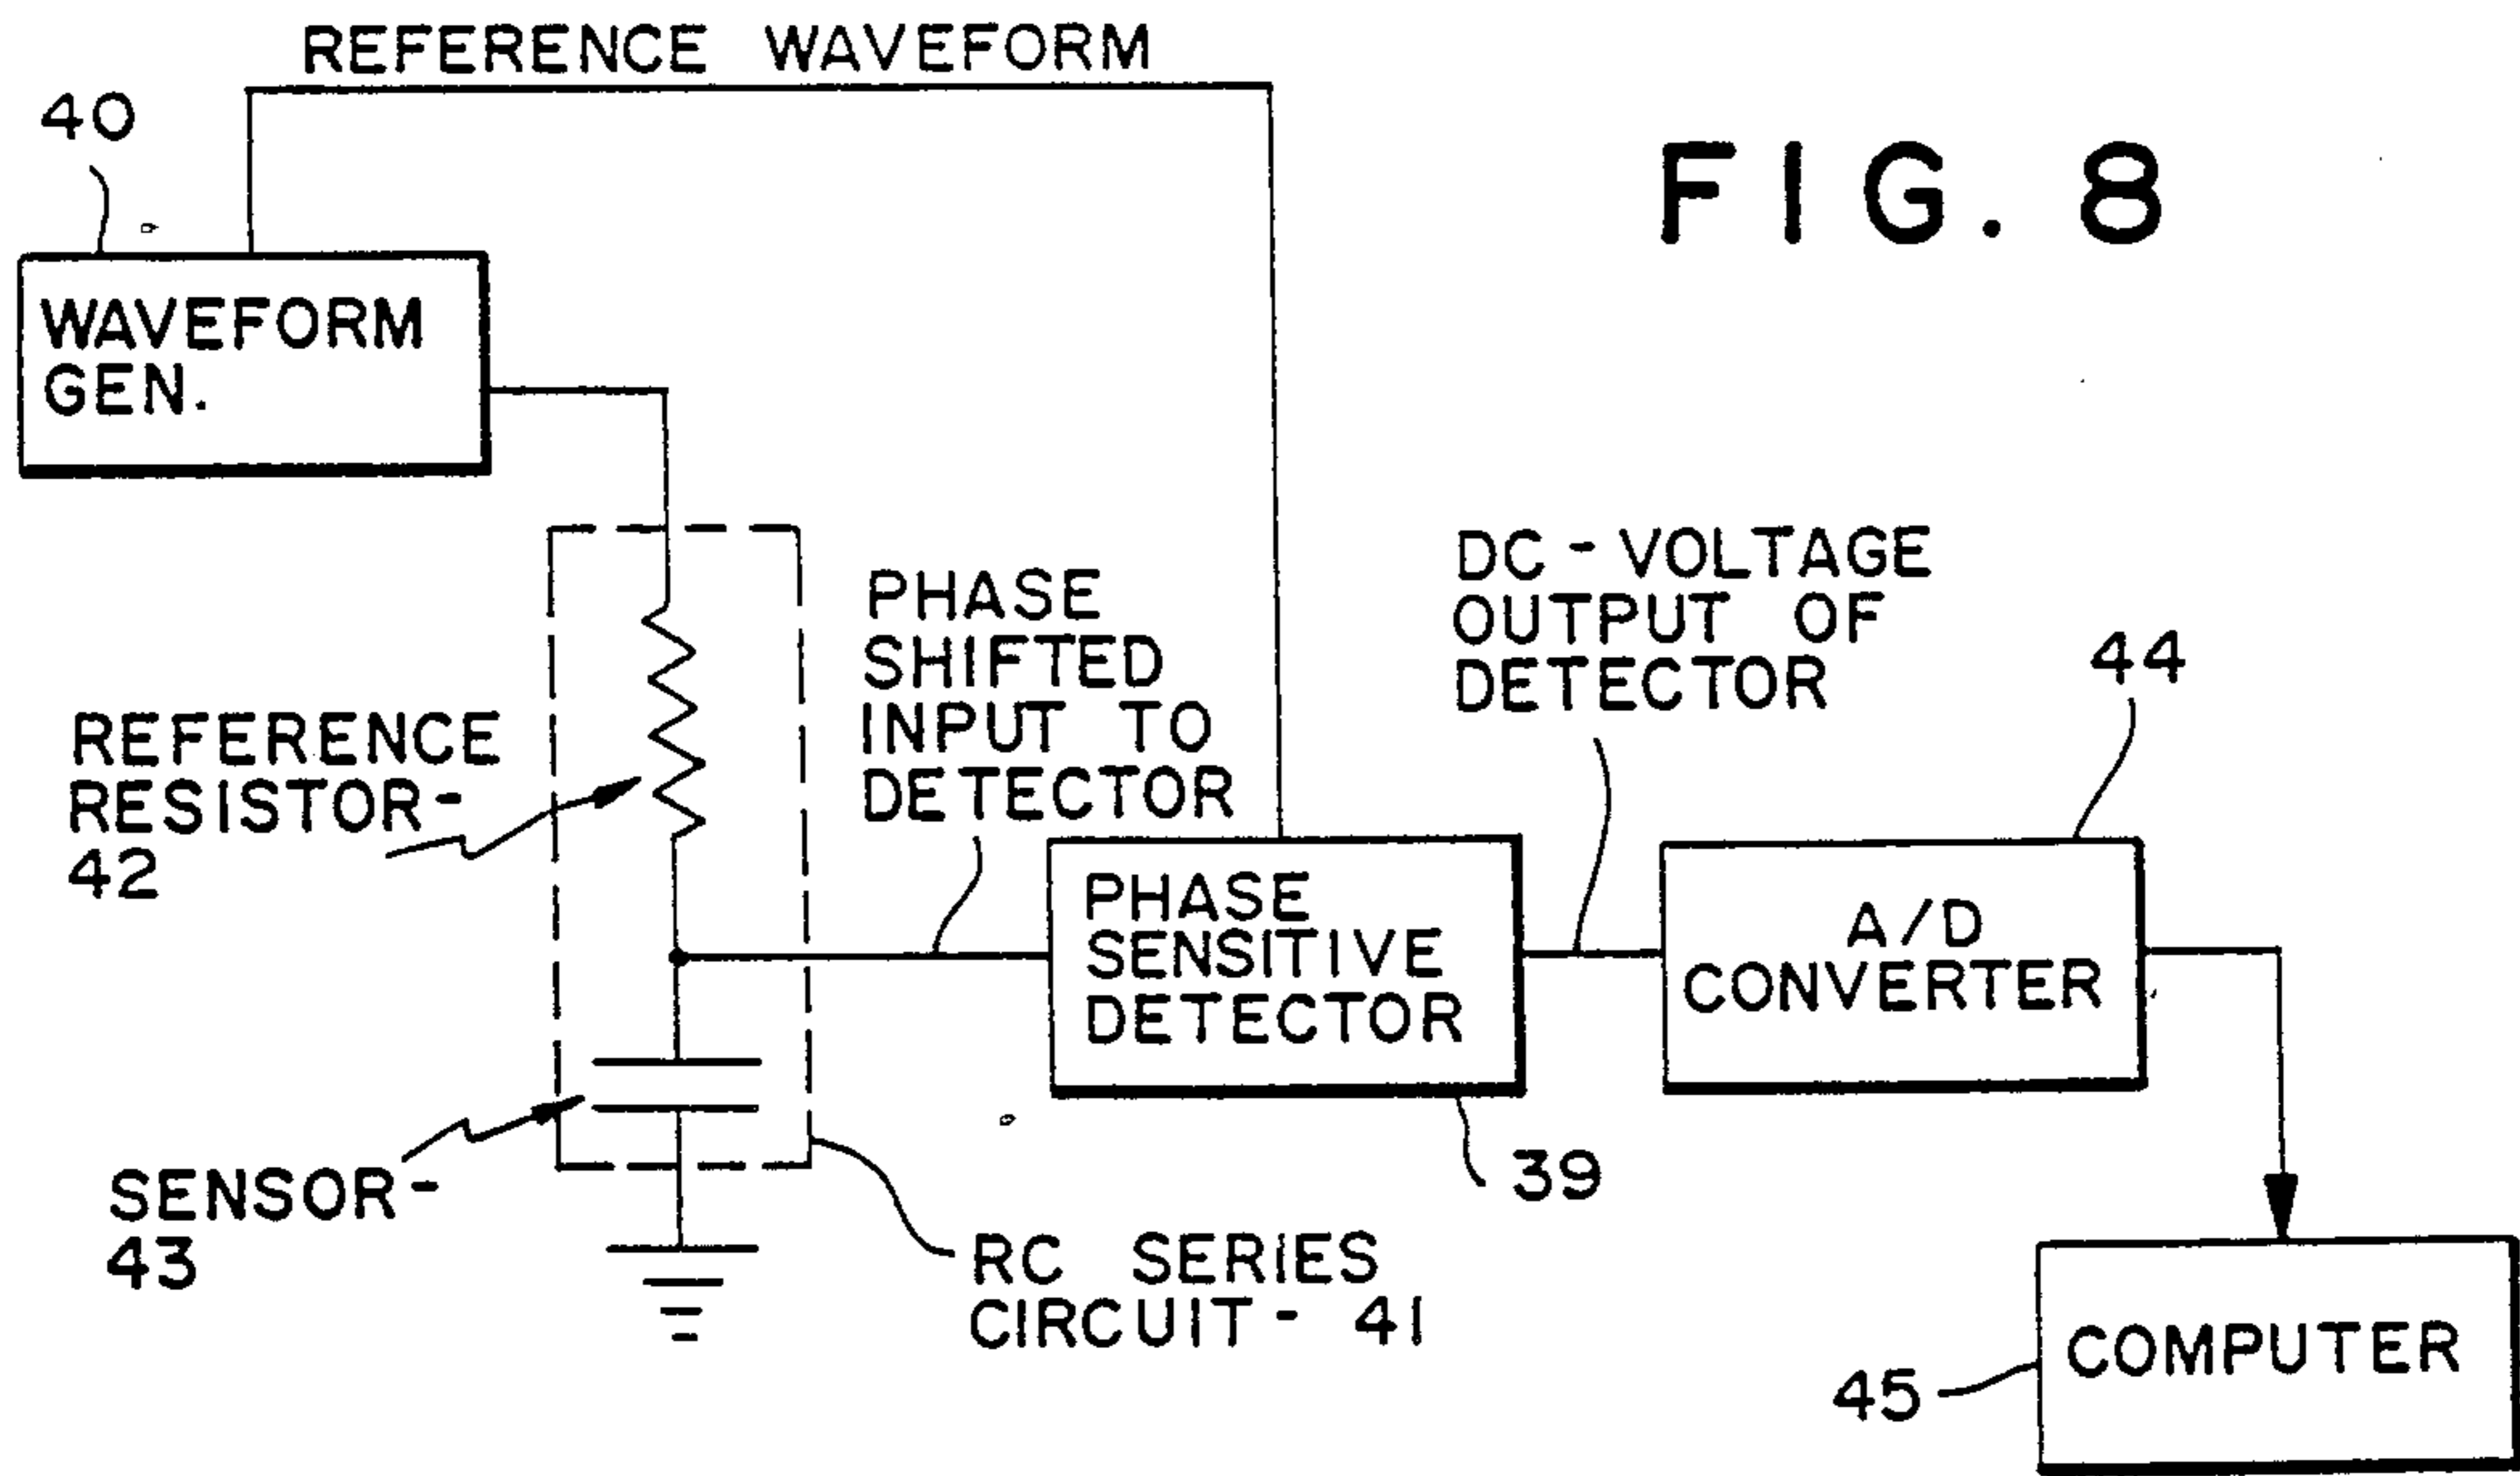 REFERENCE WAVEFORM
40
FIG. 8
WAVEFORM
GEN.
PHASE
SHIFTED
INPUT TO
DETECTOR
DC-VOLTAGE
OUTPUT OF
DETECTOR
44
REFERENCE
RESISTOR-
42
PHASE
SENSITIVE
DETECTOR
A/D
CONVERTER
39
SENSOR-
43
RC SERIES
CIRCUIT- 41
COMPUTER
45